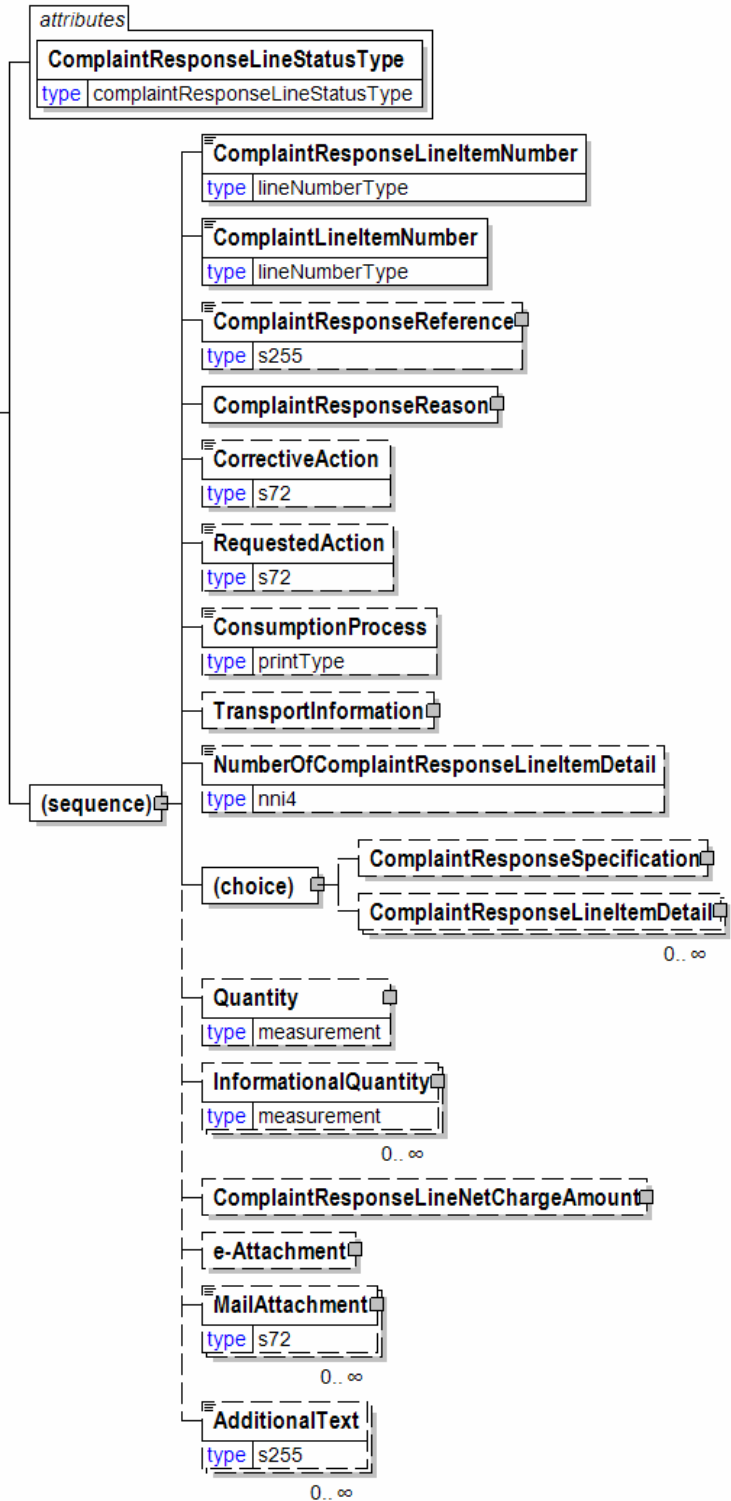 attributes
ComplaintResponseLineStatusType
type complaintResponseLineStatusType
ComplaintResponseLineItemNumber
type lineNumberType
ComplaintLineItemNumber
type lineNumberType
ComplaintResponseReference
type s255
ComplaintResponseReason
CorrectiveAction
type s72
RequestedAction
type s72
ConsumptionProcess
type printType
TransportInformation
NumberOfComplaintResponseLineItemDetail
type nni4
(sequence)
ComplaintResponseSpecification
(choice)
ComplaintResponseLineItemDetail
0.. ∞
Quantity
type measurement
InformationalQuantity
type measurement
0.. ∞
ComplaintResponseLineNetChargeAmount
e-Attachment
MailAttachment
type s72
0.. ∞
AdditionalText
type s255
0.. ∞